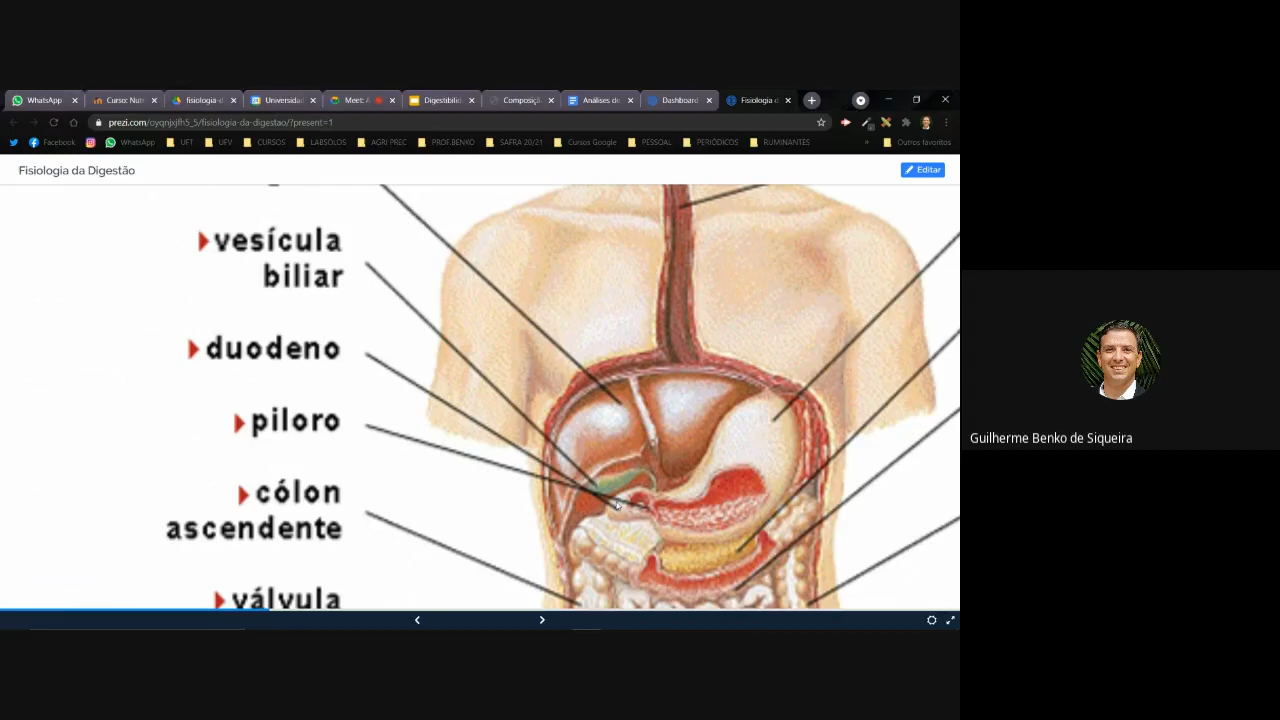 WhatsApp
Curso: Nutr
fisiologia-d
Universidad
Meet: A
Digestibilid
Composiçã
Análises de
Dashboard
Fisiologia d
prezi.com/oyqnjxjfh5_5/fisiologia-da-digestao/?present=1
Facebook
WhatsApp
UFT
UFV
CURSOS
LABSOLOS
AGRI PREC
PROF.BENKO
SAFRA 20/21
Cursos Google
PESSOAL
PERIÓDICOS
RUMINANTES
»
Outros favoritos
Fisiologia da Digestão
Editar
vesícula
biliar
duodeno
piloro
cólon
ascendente
válvula
Guilherme Benko de Siqueira